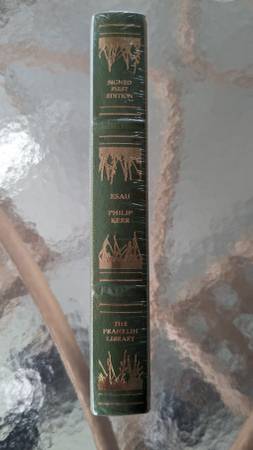 SIGNED
FIRST
EDITION
ESAU
PHILIP
KERR
THE
FRANKLIN
LIBRARY